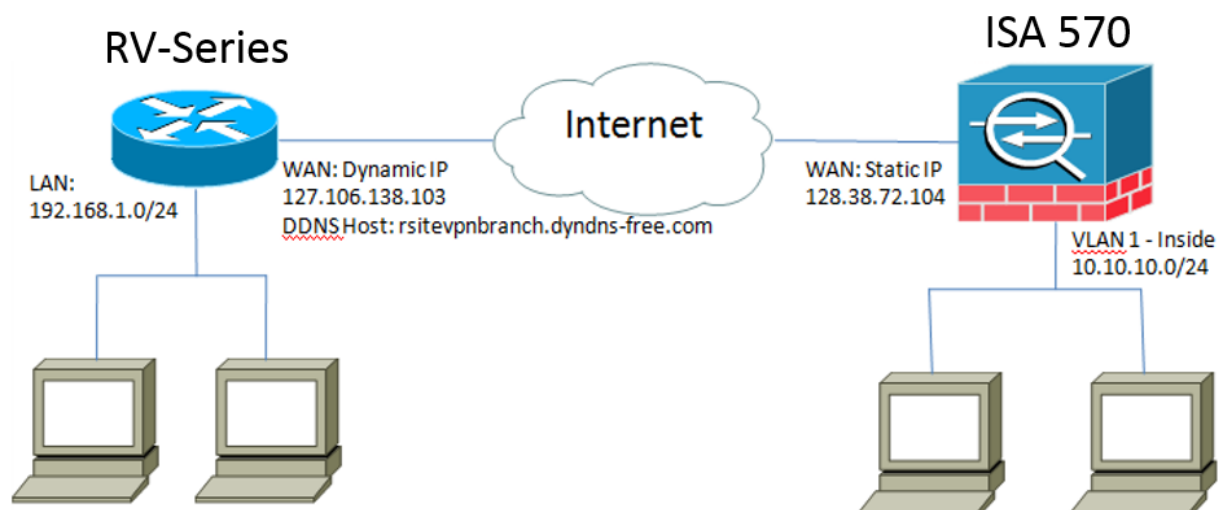 RV-Series
ISA 570
Internet
LAN:
192.168.1.0/24
WAN: Dynamic IP
127.106.138.103
DDNS Host: rsitevpnbranch.dyndns-free.com
WAN: Static IP
128.38.72.104
VLAN 1 - Inside
10.10.10.0/24